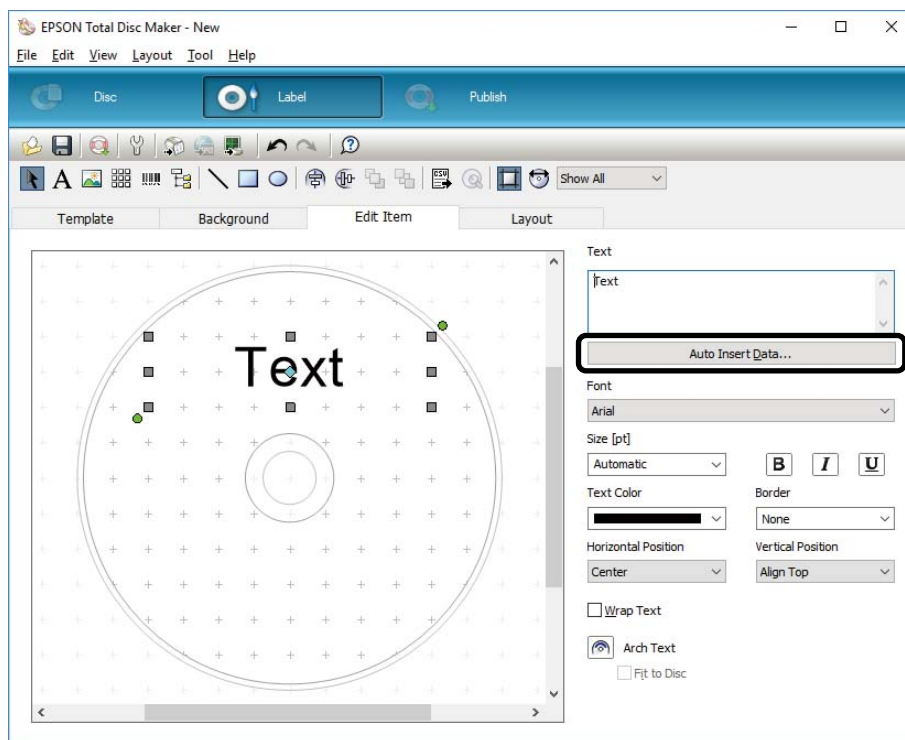 EPSON Total Disc Maker - New
File Edit View Layout Tool Help
Disc Label Publish
A CSV Show All
Template Background Edit Item Layout
Text
Text
Text
Auto Insert Data...
Font
Arial
Size [pt]
Automatic B I U
Text Color Border
None
Horizontal Position Vertical Position
Center Align Top
Wrap Text
Arch Text
Fit to Disc